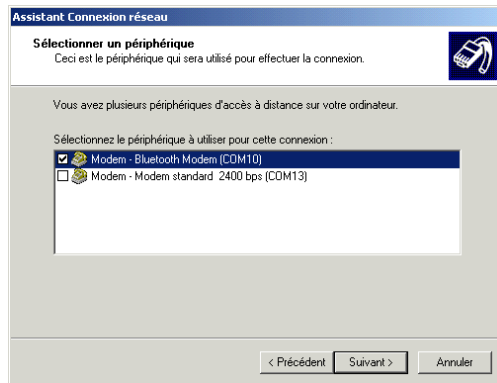 Assistant Connexion réseau
Sélectionner un périphérique
Ceci est le périphérique qui sera utilisé pour effectuer la connexion.
Vous avez plusieurs périphériques d'accès à distance sur votre ordinateur.
Sélectionnez le périphérique à utiliser pour cette connexion :
Modem - Bluetooth Modem (COM10)
Modem - Modem standard 2400 bps (COM13)
< Précédent Suivant > Annuler